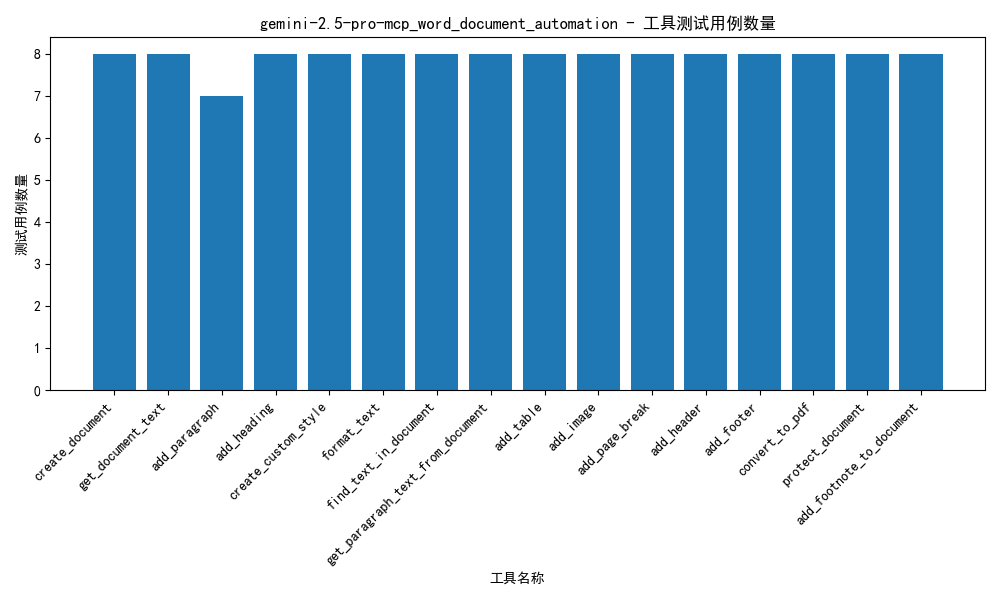 gemini-2.5-pro-mcp_word_document_automation - 工具测试用例数量
测试用例数量
8
7
6
5
4
3
2
1
0
create_document
get_document_text
add_paragraph
add_heading
create_custom_style
format_text
find_text_in_document
get_paragraph_text_from_document
add_table
add_image
add_page_break
add_header
add_footer
convert_to_pdf
protect_document
add_footnote_to_document
工具名称